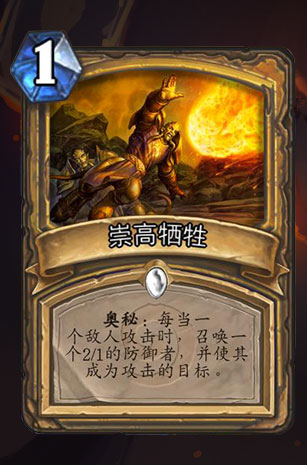 1
崇高牺牲
奥秘：每当一
个敌人攻击时，召唤一
个2/1的防御者，并使其
成为攻击的目标。